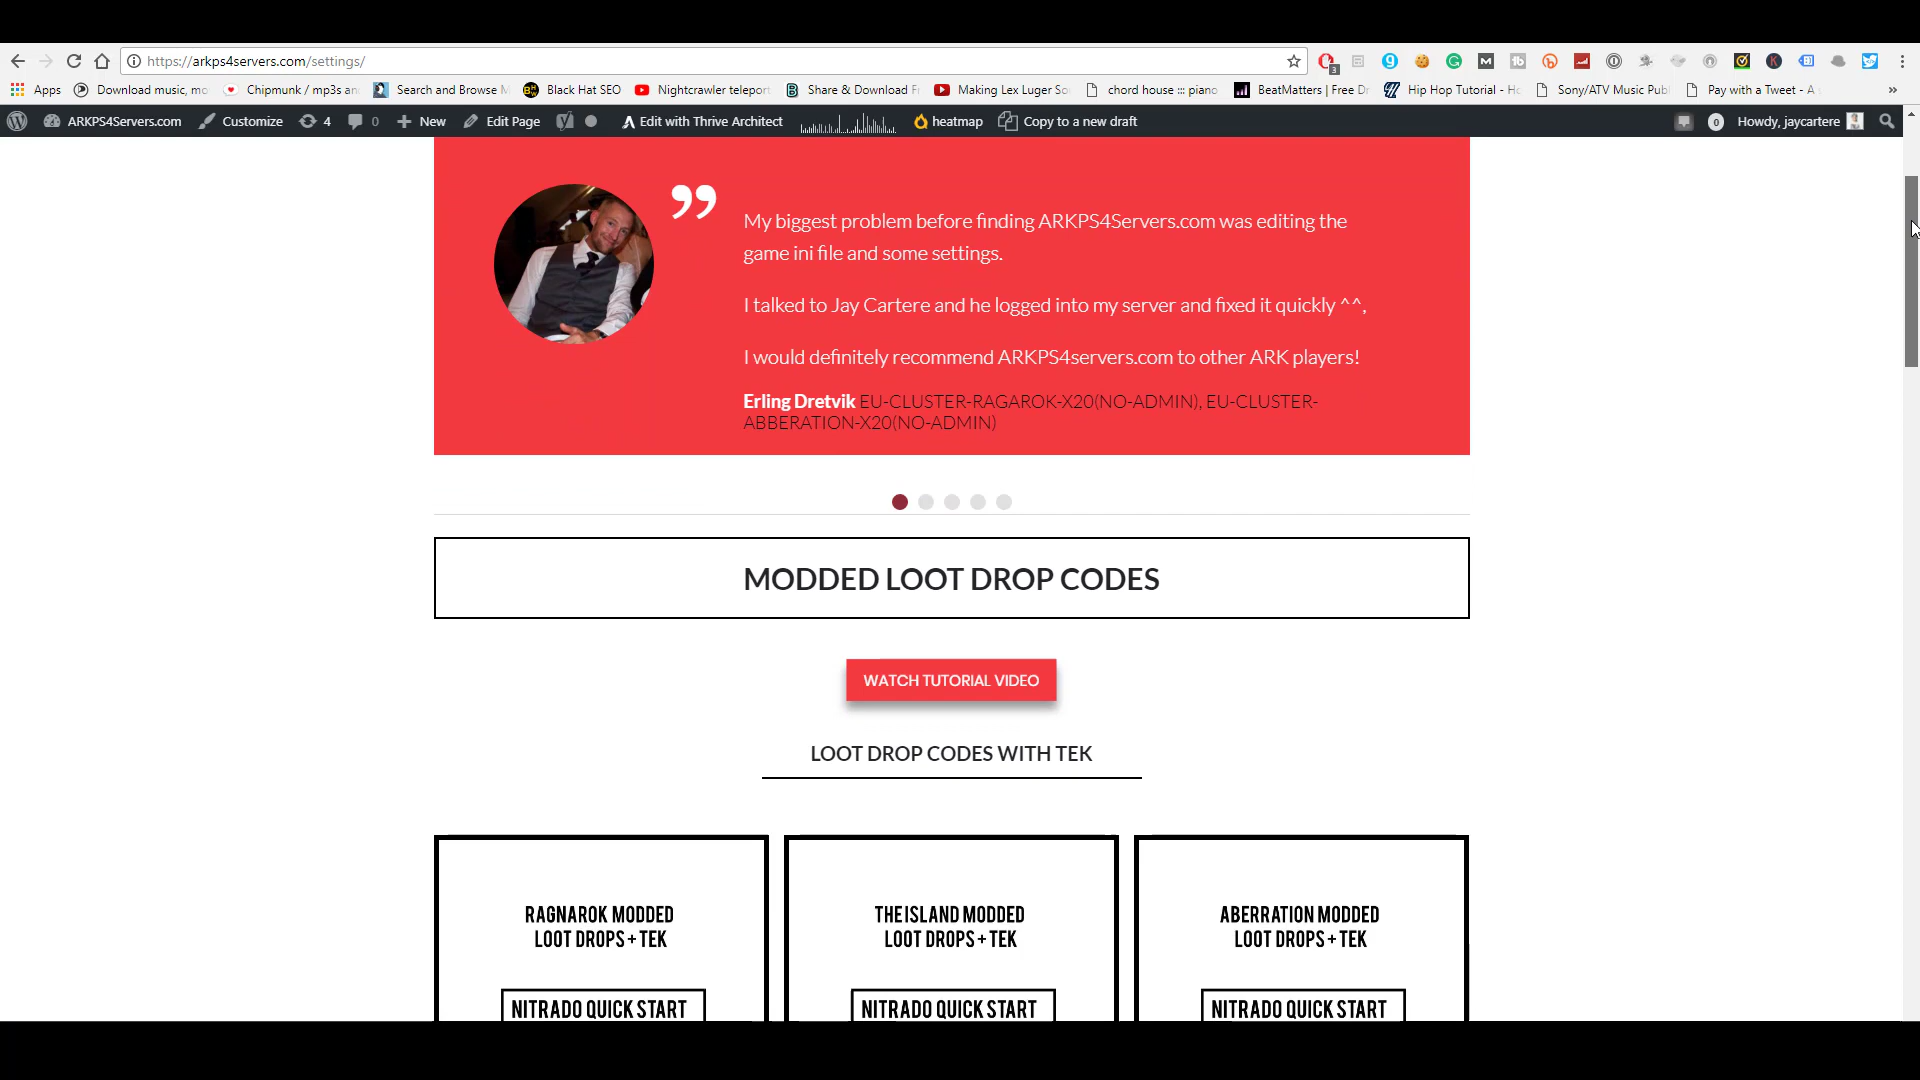 https://arkps4servers.com/settings/
3
Apps Download music, mo Chipmunk / mp3s an Search and Browse M Black Hat SEO Nightcrawler teleport Share & Download Fi Making Lex Luger So chord house ::: piano BeatMatters | Free Dr Hip Hop Tutorial - Ho Sony/ATV Music Publ Pay with a Tweet - A »
ARKPS4Servers.com Customize 4 0 New Edit Page Edit with Thrive Architect heatmap Copy to a new draft 0 Howdy, jaycartere
My biggest problem before finding ARKPS4Servers.com was editing the
game ini file and some settings.
I talked to Jay Cartere and he logged into my server and fixed it quickly ^^,
I would definitely recommend ARKPS4servers.com to other ARK players!
Erling Dretvik EU-CLUSTER-RAGAROK-X20(NO-ADMIN), EU-CLUSTER-
ABBERATION-X20(NO-ADMIN)
MODDED LOOT DROP CODES
WATCH TUTORIAL VIDEO
LOOT DROP CODES WITH TEK
RAGNAROK MODDED
LOOT DROPS + TEK
NITRADO QUICK START
THE ISLAND MODDED
LOOT DROPS + TEK
NITRADO QUICK START
ABERRATION MODDED
LOOT DROPS + TEK
NITRADO QUICK START